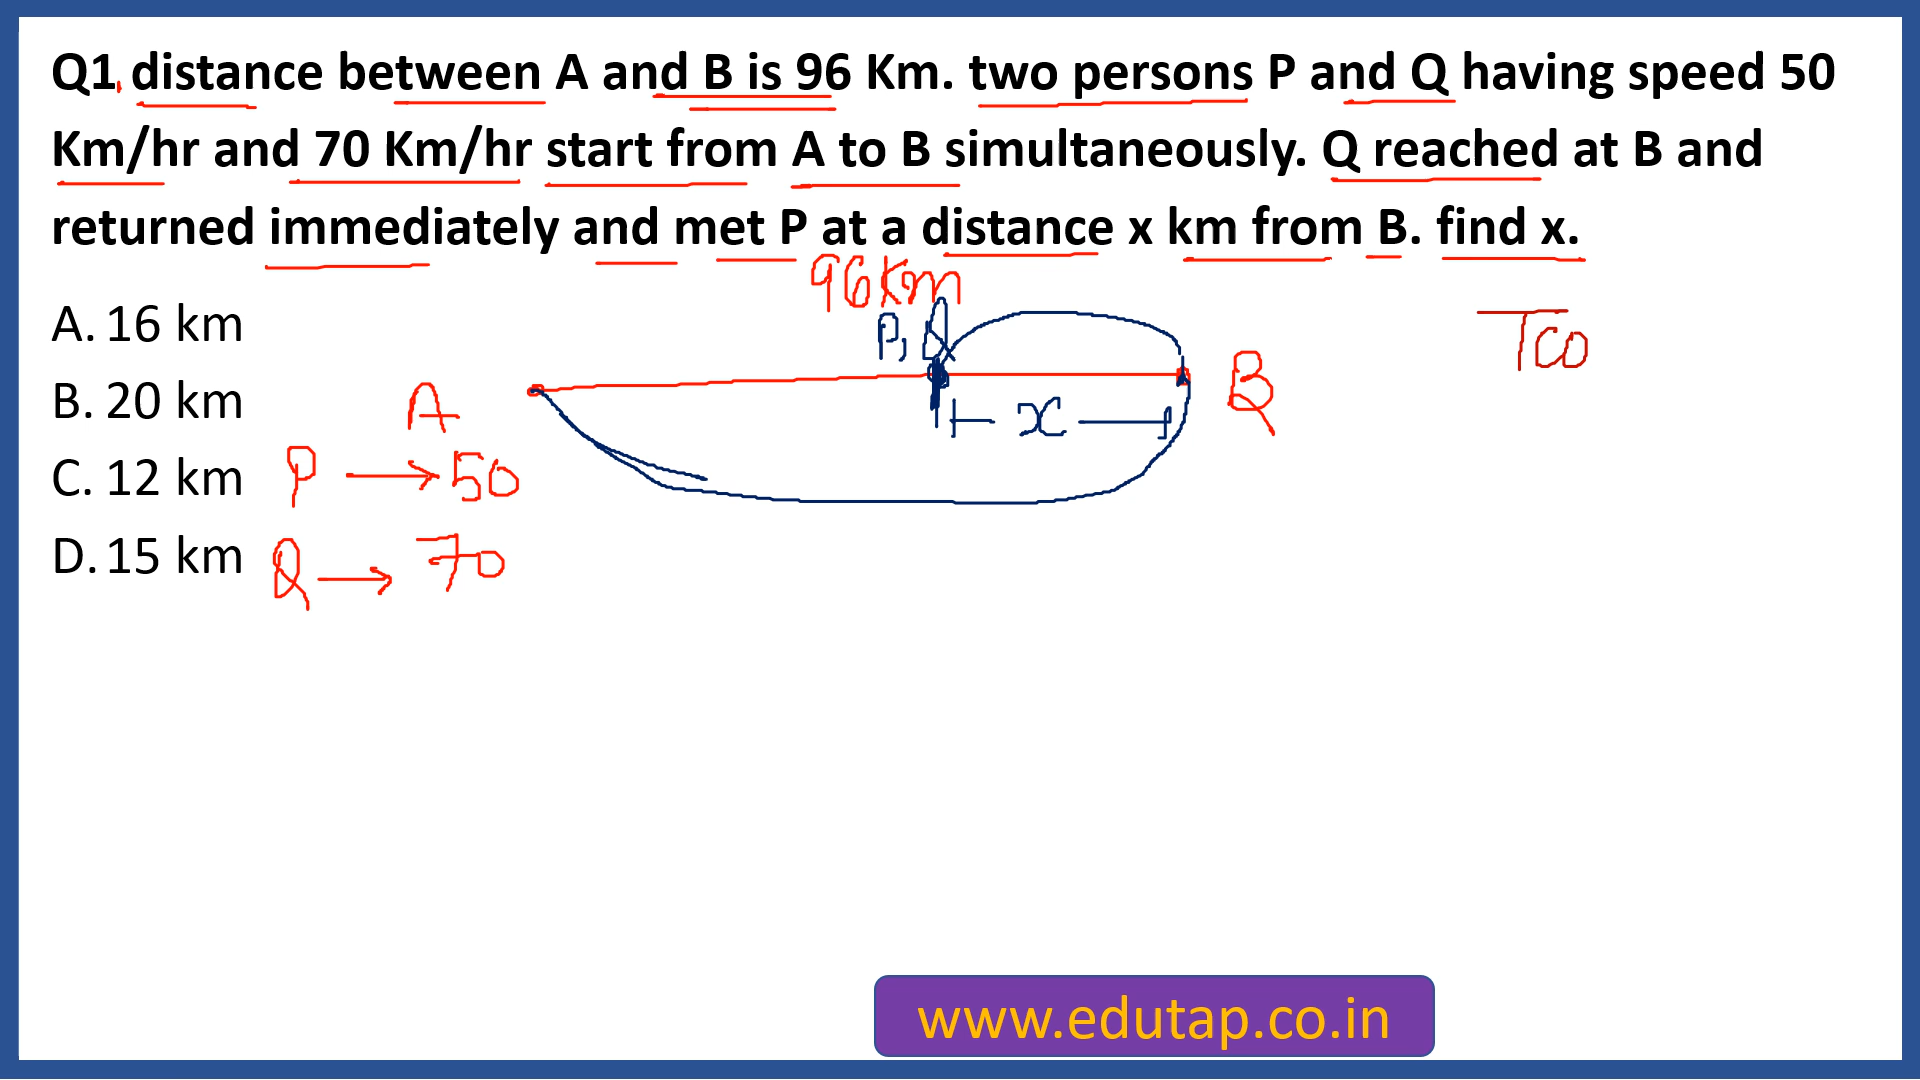 Q1 distance between A and B is 96 Km. two persons P and Q having speed 50
Km/hr and 70 Km/hr start from A to B simultaneously. Q reached at B and
returned immediately and met P at a distance x km from B. find x.
96 Km
A. 16 km
P, Q
T
B. 20 km
A
x
B
C. 12 km
P → 50
D. 15 km
Q → 70
www.edutap.co.in